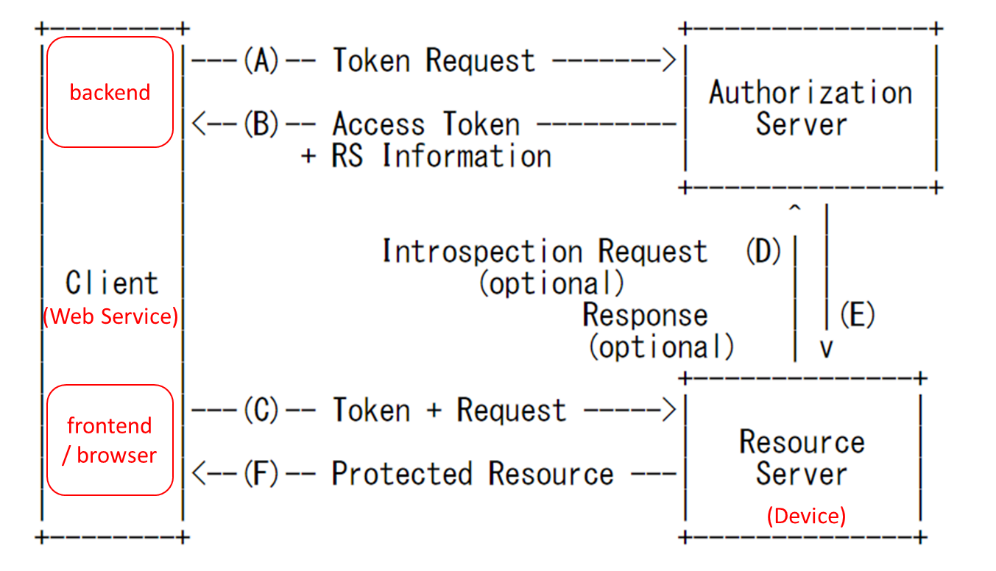 backend
---(A)-- Token Request ------->
Authorization
Server
<--(B)-- Access Token ---------
+ RS Information
Introspection Request (D)
(optional)
Response
(optional)
(E)
Client
(Web Service)
frontend
/ browser
---(C)-- Token + Request ----->
<--(F)-- Protected Resource ---
Resource
Server
(Device)